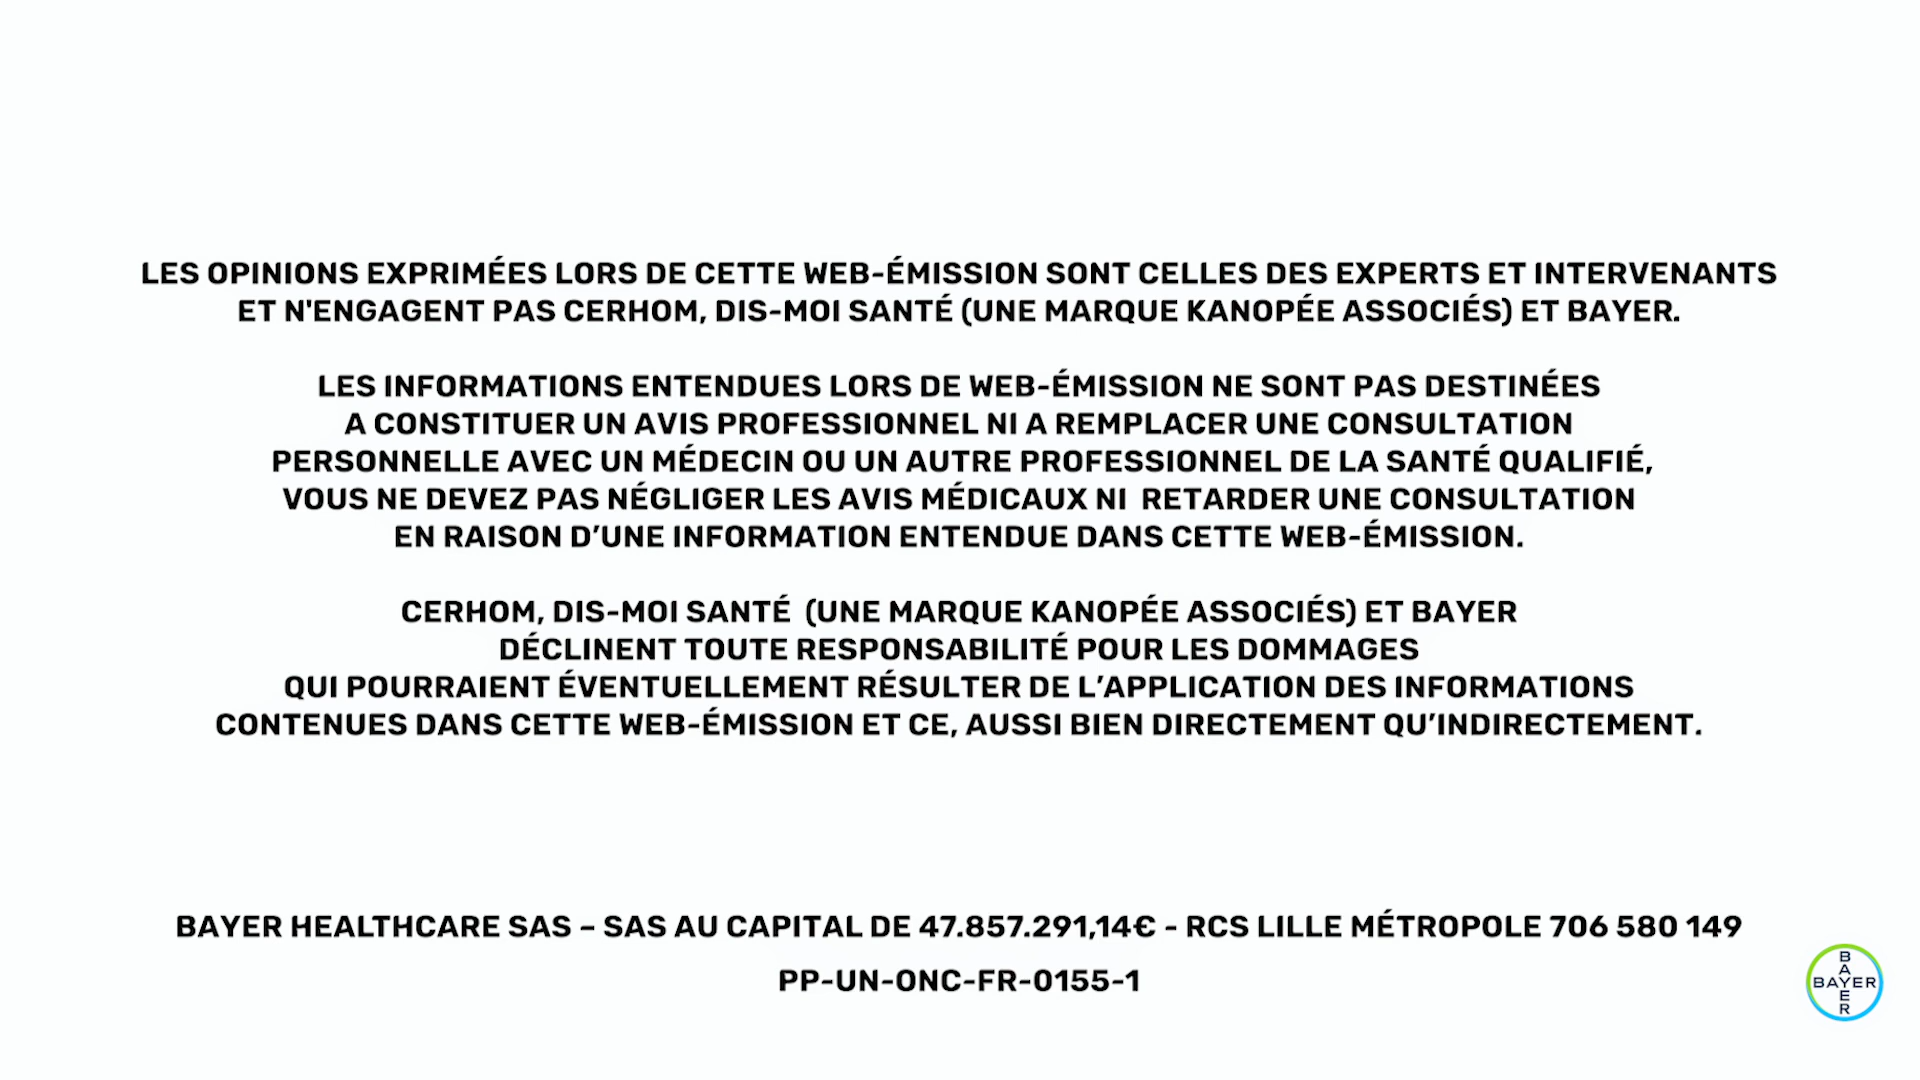 LES OPINIONS EXPRIMÉES LORS DE CETTE WEB-ÉMISSION SONT CELLES DES EXPERTS ET INTERVENANTS
ET N'ENGAGENT PAS CERHOM, DIS-MOI SANTÉ (UNE MARQUE KANOPÉE ASSOCIÉS) ET BAYER.
LES INFORMATIONS ENTENDUES LORS DE WEB-ÉMISSION NE SONT PAS DESTINÉES
A CONSTITUER UN AVIS PROFESSIONNEL NI A REMPLACER UNE CONSULTATION
PERSONNELLE AVEC UN MÉDECIN OU UN AUTRE PROFESSIONNEL DE LA SANTÉ QUALIFIÉ,
VOUS NE DEVEZ PAS NÉGLIGER LES AVIS MÉDICAUX NI  RETARDER UNE CONSULTATION
EN RAISON D’UNE INFORMATION ENTENDUE DANS CETTE WEB-ÉMISSION.
CERHOM, DIS-MOI SANTÉ  (UNE MARQUE KANOPÉE ASSOCIÉS) ET BAYER
DÉCLINENT TOUTE RESPONSABILITÉ POUR LES DOMMAGES
QUI POURRAIENT ÉVENTUELLEMENT RÉSULTER DE L’APPLICATION DES INFORMATIONS
CONTENUES DANS CETTE WEB-ÉMISSION ET CE, AUSSI BIEN DIRECTEMENT QU’INDIRECTEMENT.
BAYER HEALTHCARE SAS – SAS AU CAPITAL DE 47.857.291,14€ - RCS LILLE MÉTROPOLE 706 580 149
PP-UN-ONC-FR-0155-1
BAYER
BAYER